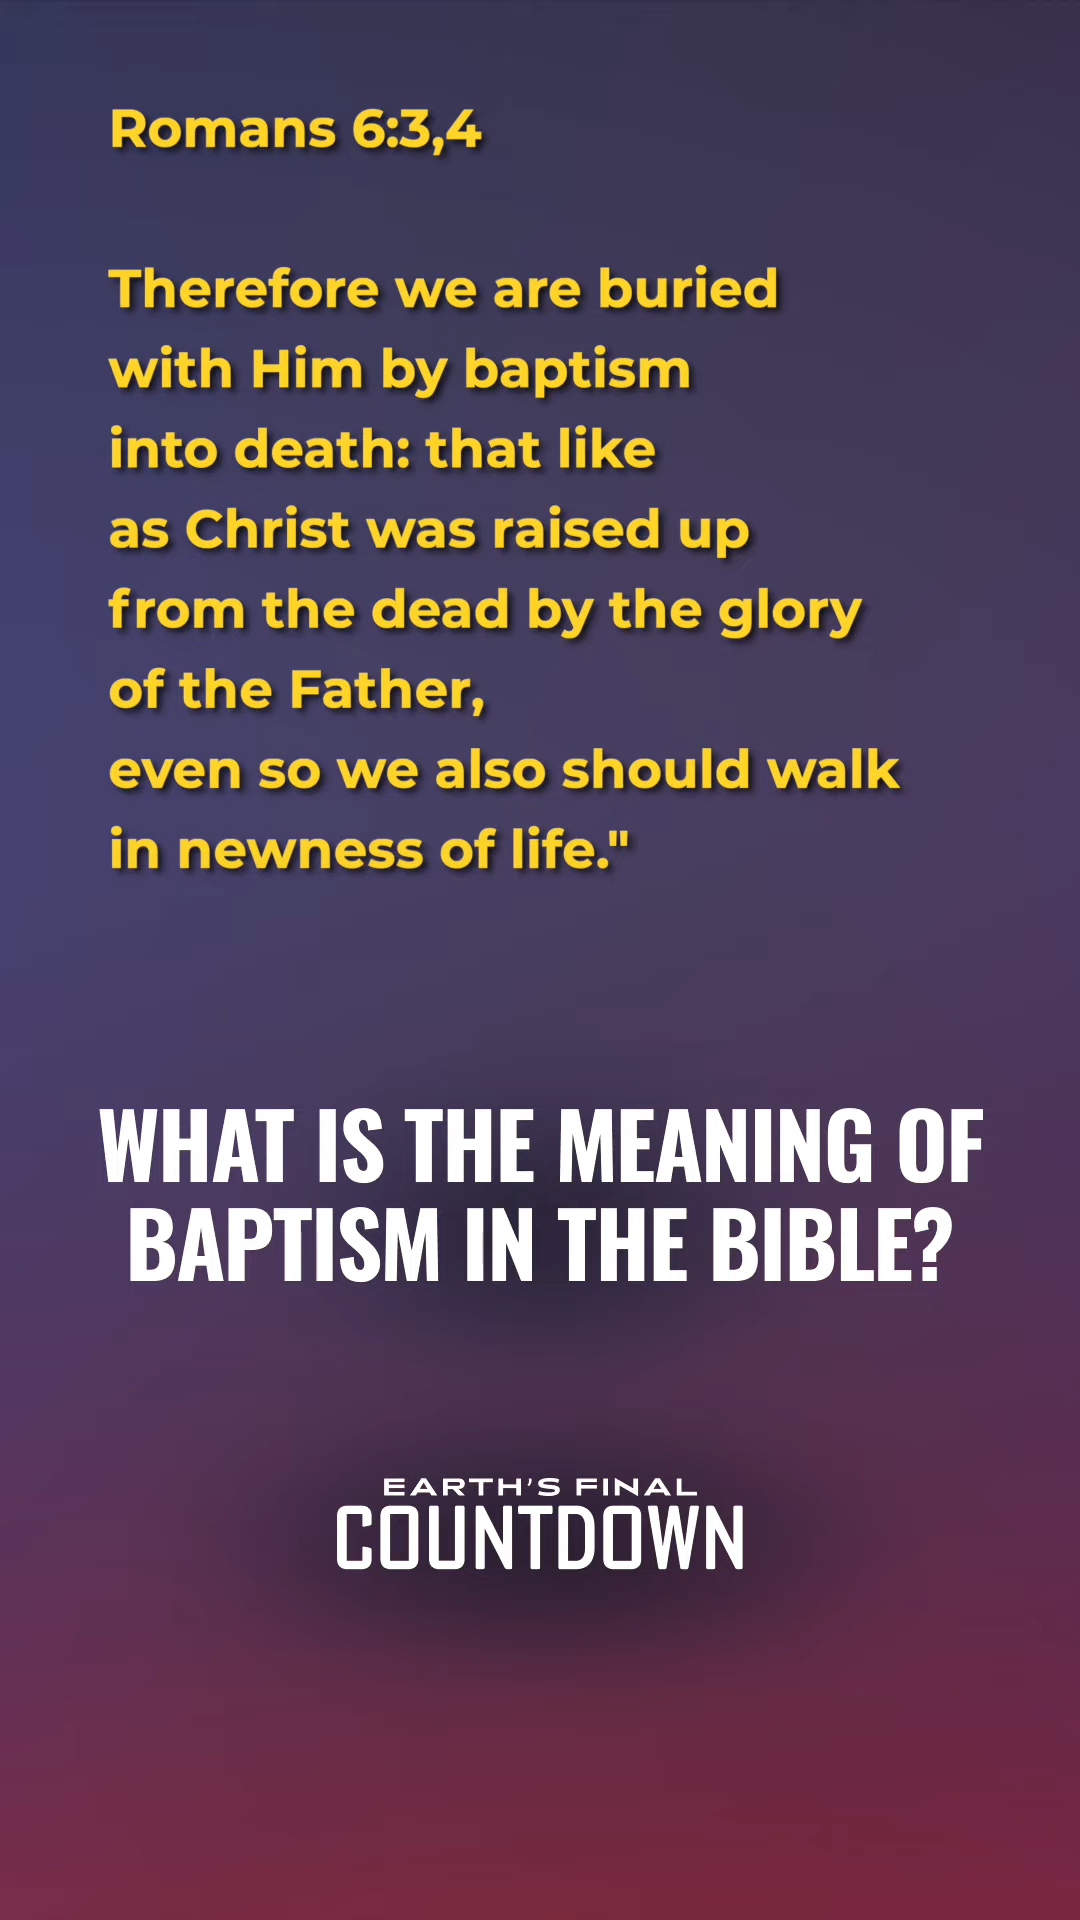 Romans 6:3,4
Therefore we are buried
with Him by baptism
into death: that like
as Christ was raised up
from the dead by the glory
of the Father,
even so we also should walk
in newness of life."
WHAT IS THE MEANING OF
BAPTISM IN THE BIBLE?
EARTH'S FINAL
COUNTDOWN